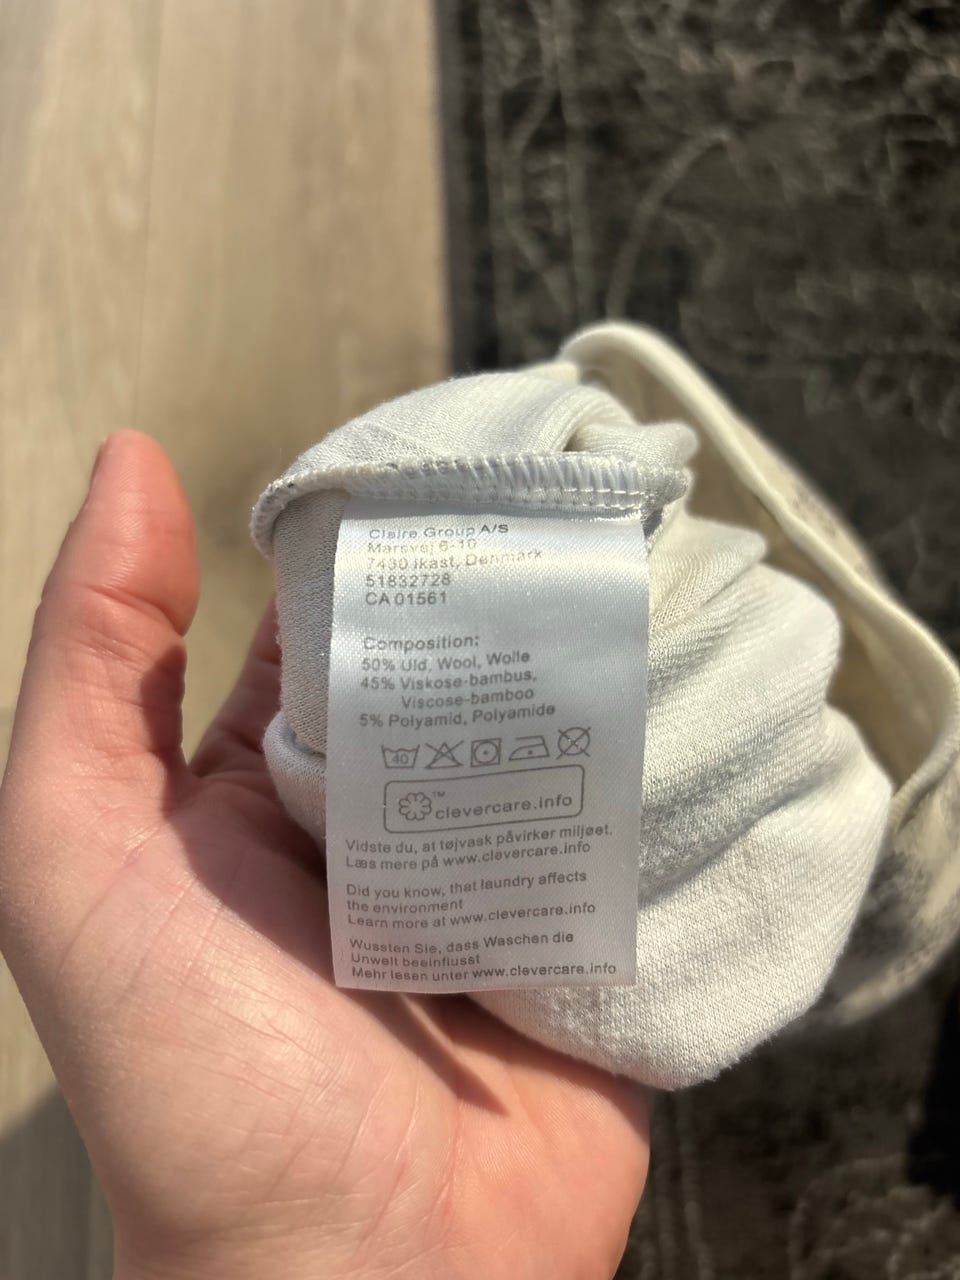 Claire Group A/S
Marsvej 6-10
7430 Ikast, Denmark
51832728
CA 01561
Composition:
50% Uld, Wool, Wolle
45% Viskose-bambus,
Viscose-bamboo
5% Polyamid, Polyamide
40
™
clevercare.info
Vidste du, at tøjvask påvirker miljøet.
Læs mere på www.clevercare.info
Did you know, that laundry affects
the environment
Learn more at www.clevercare.info
Wussten Sie, dass Waschen die
Unwelt beeinflusst
Mehr lesen unter www.clevercare.info